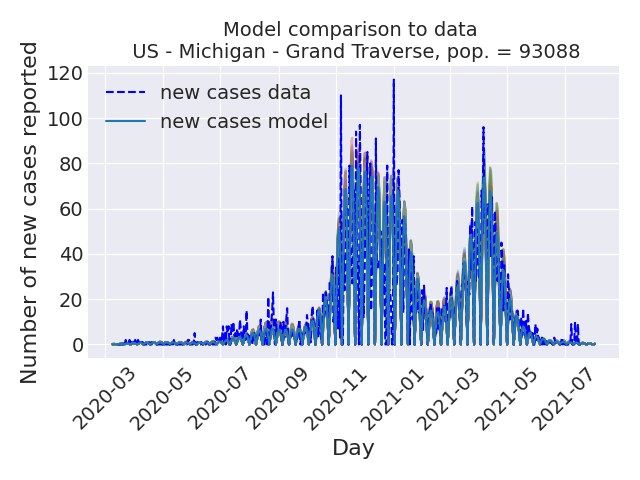 Model comparison to data
US - Michigan - Grand Traverse, pop. = 93088
Number of new cases reported
120
100
80
60
40
20
0
new cases data
new cases model
2020-03
2020-05
2020-07
2020-09
2020-11
2021-01
2021-03
2021-05
2021-07
Day